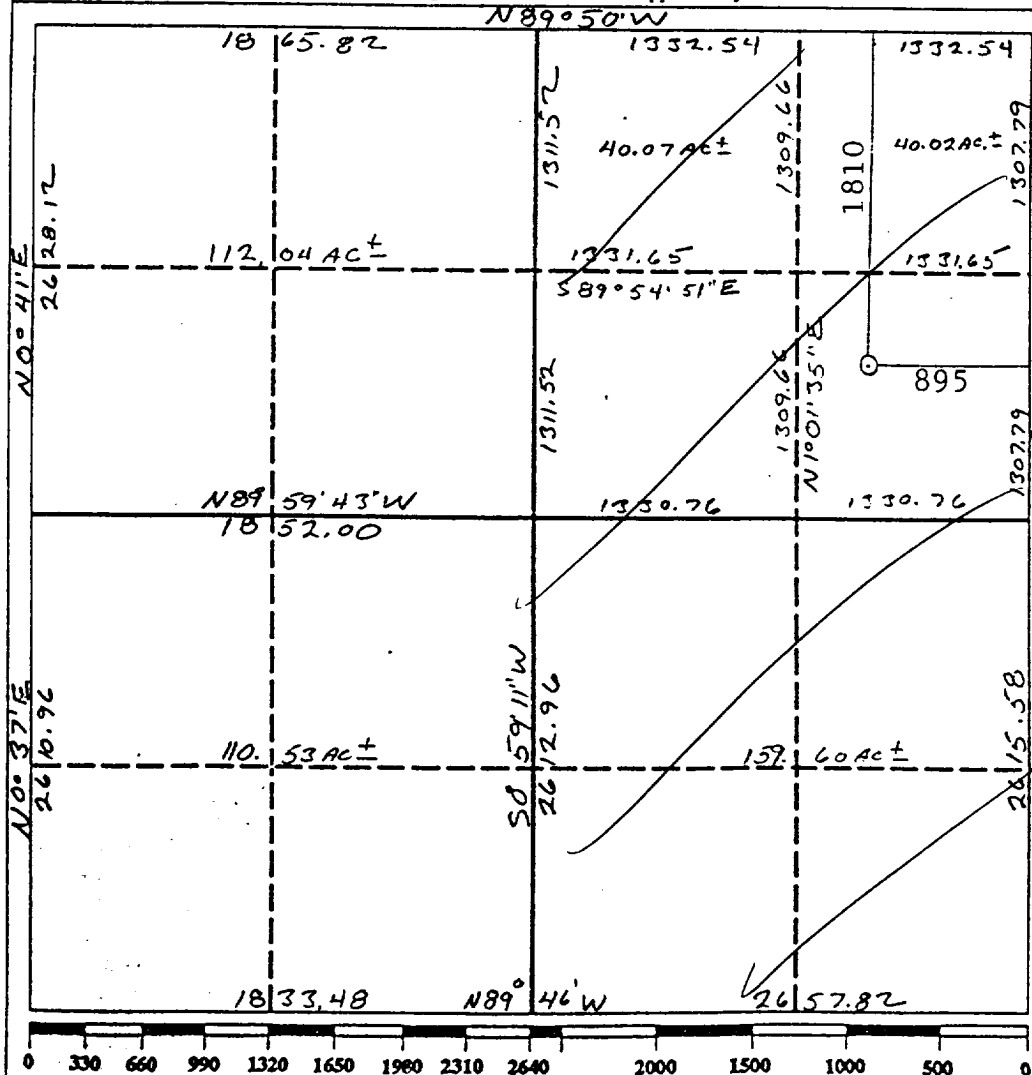 N89°50'W
18 65.82 1332.54 1332.54
1311.52 1309.66 1307.79
40.07 AC± 1810 40.02 AC.±
N0° 41'E 26 28.12
112. 04 AC± 1331.65 1331.65
S89°54'51"E
895
1311.52 1309.66 N1°01'35"E 1307.79
N89° 59'43"W 1330.76 1330.76
18 52.00
N0° 37'E 26 10.96 S0° 59'11"W 26 12.96 26 15.58
110. 53 AC± 159. 60 AC±
18 33.48 N89° 46'W 26 57.82
0 330 660 990 1320 1650 1980 2310 2640 2000 1500 1000 500 0